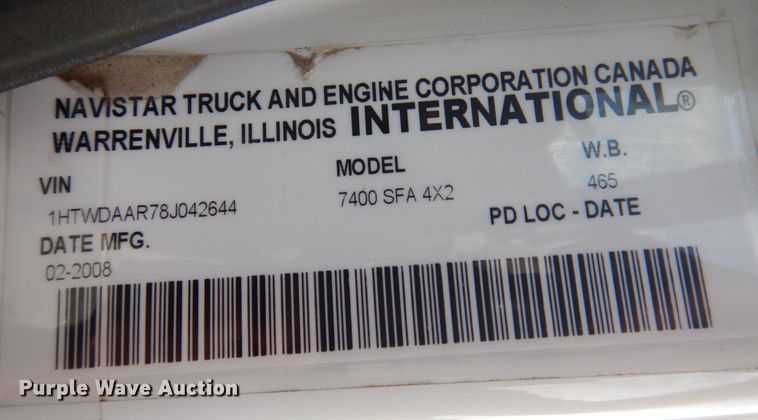 NAVISTAR TRUCK AND ENGINE CORPORATION CANADA
WARRENVILLE, ILLINOIS INTERNATIONAL®
VIN MODEL W.B.
1HTWDAAR78J042644 7400 SFA 4X2 465
DATE MFG. PD LOC - DATE
02-2008
Purple Wave Auction